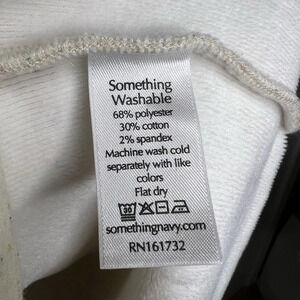 Something
Washable
68% polyester
30% cotton
2% spandex
Machine wash cold
separately with like
colors
Flat dry
somethingnavy.com
RN161732